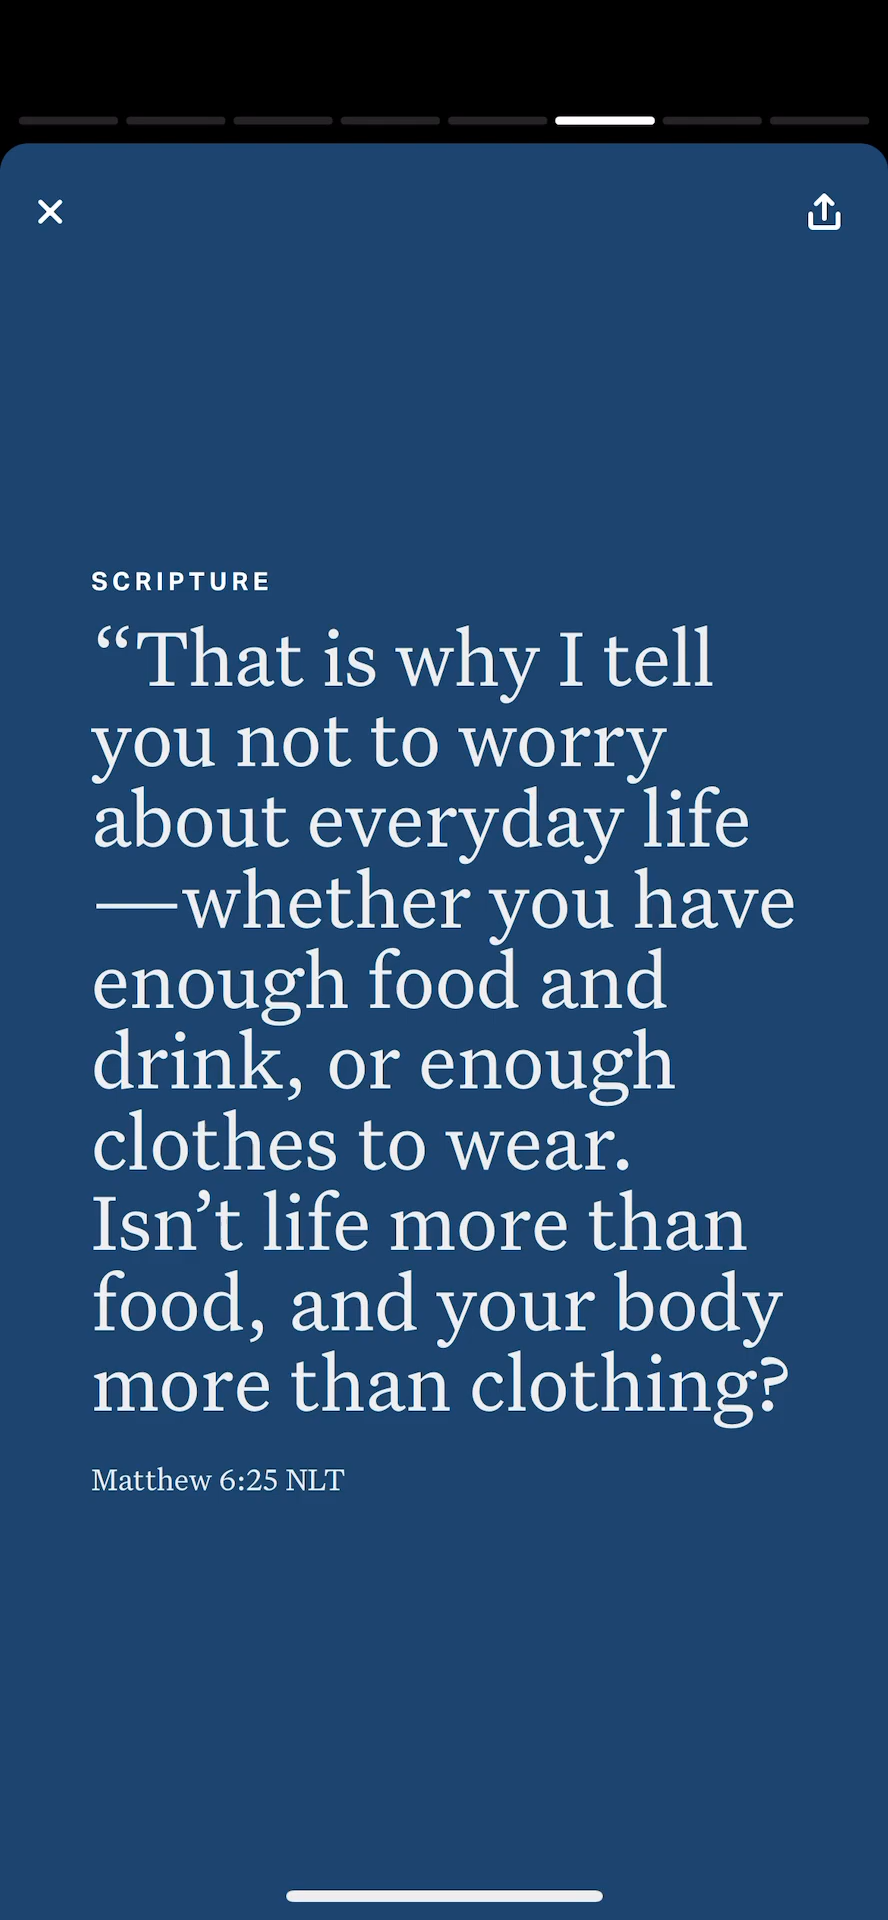 SCRIPTURE
“That is why I tell
you not to worry
about everyday life
—whether you have
enough food and
drink, or enough
clothes to wear.
Isn’t life more than
food, and your body
more than clothing?
Matthew 6:25 NLT